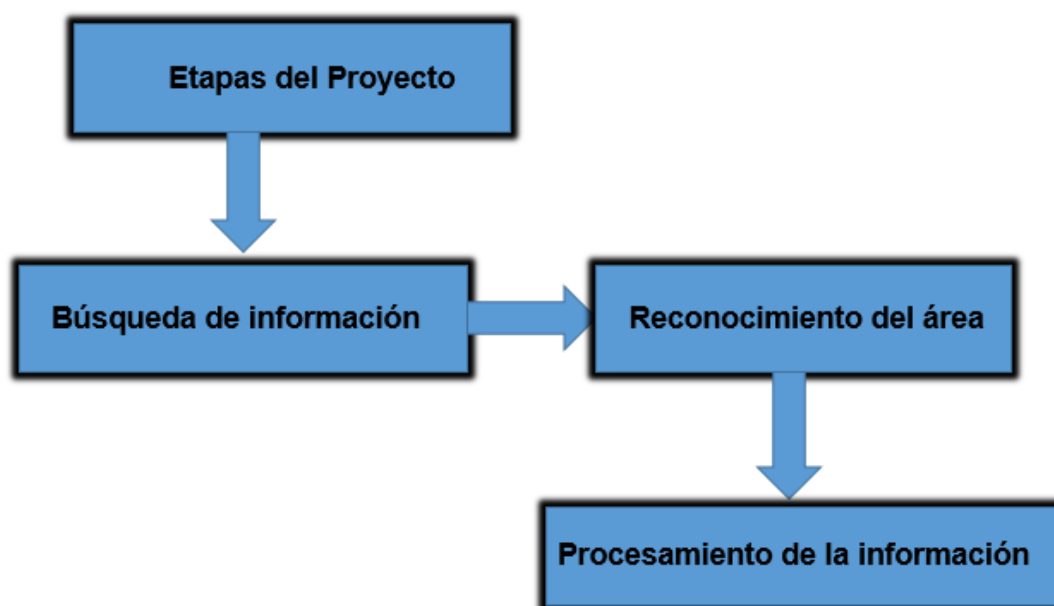 Etapas del Proyecto
Búsqueda de información
Reconocimiento del área
Procesamiento de la información